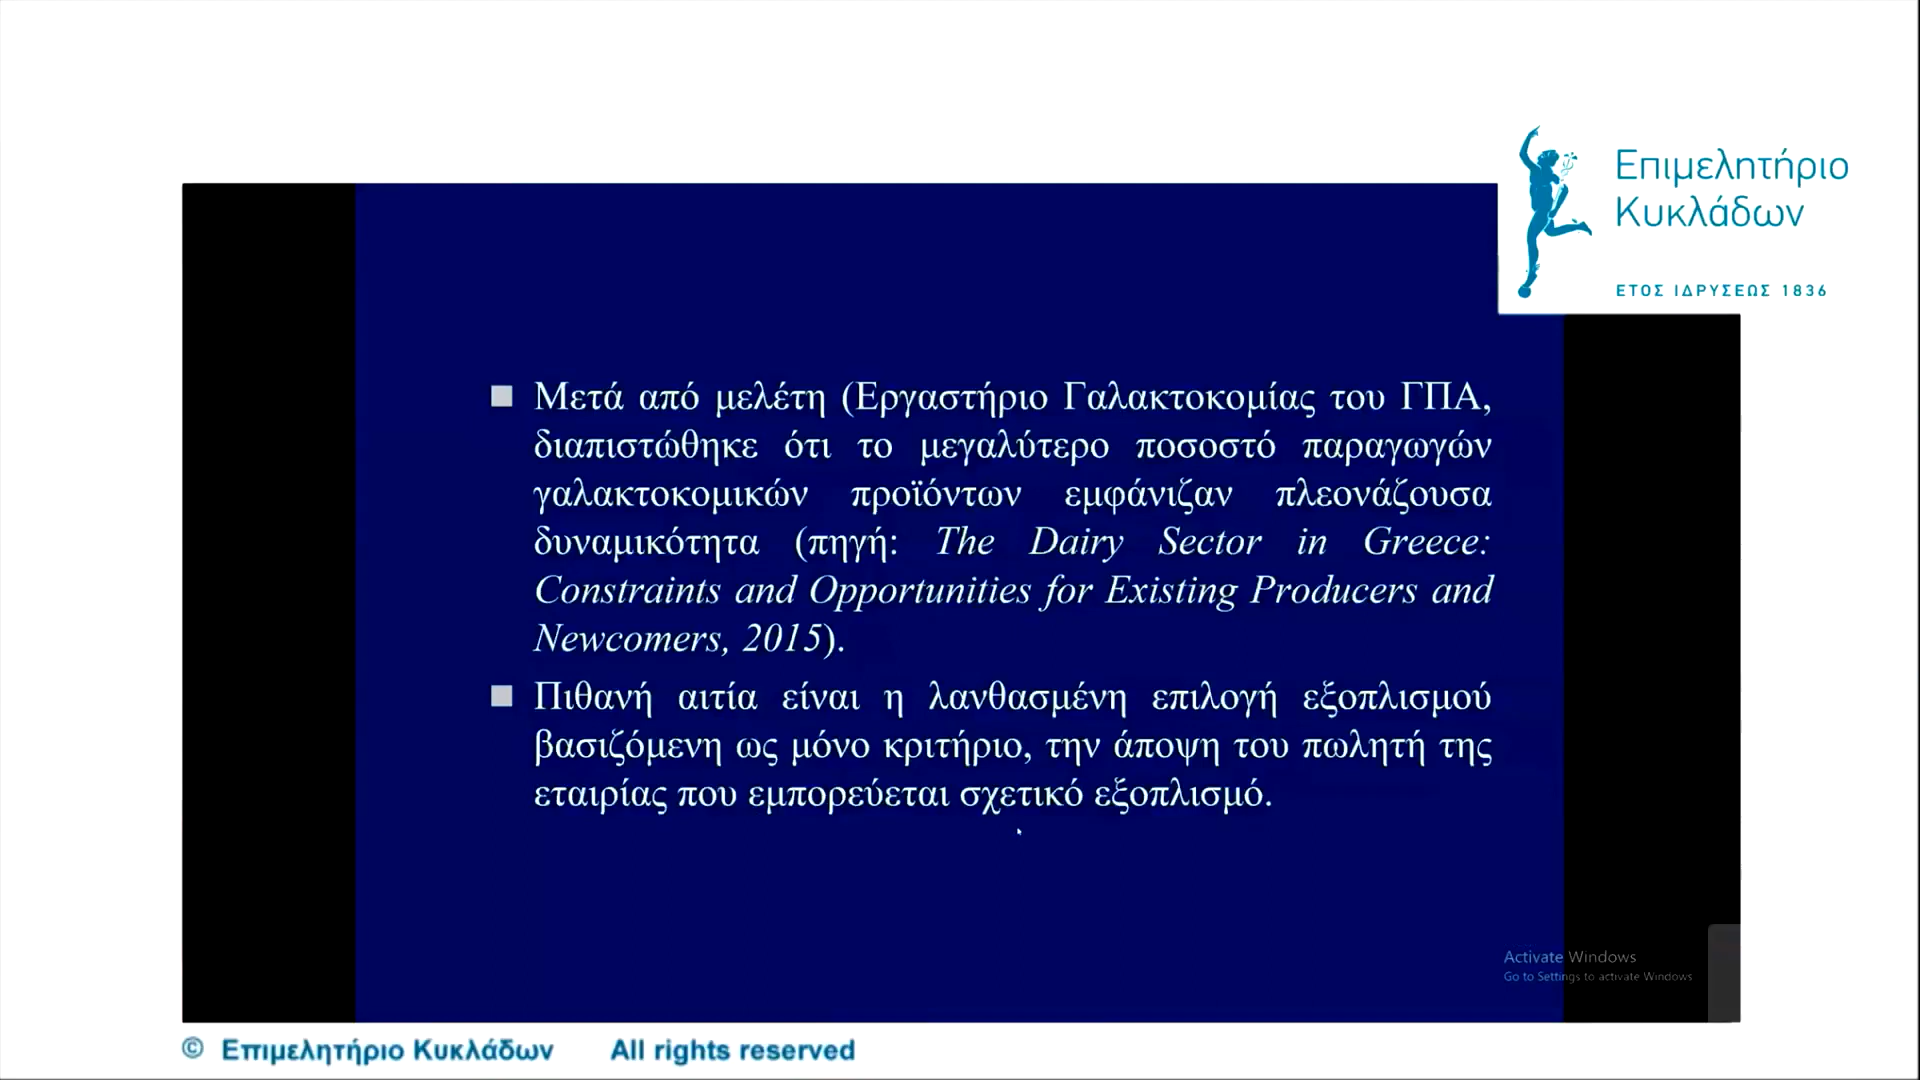 Επιμελητήριο
Κυκλάδων
ΕΤΟΣ ΙΔΡΥΣΕΩΣ 1836
Μετά από μελέτη (Εργαστήριο Γαλακτοκομίας του ΓΠΑ,
διαπιστώθηκε ότι το μεγαλύτερο ποσοστό παραγωγών
γαλακτοκομικών προϊόντων εμφάνιζαν πλεονάζουσα
δυναμικότητα (πηγή: The Dairy Sector in Greece:
Constraints and Opportunities for Existing Producers and
Newcomers, 2015).
Πιθανή αιτία είναι η λανθασμένη επιλογή εξοπλισμού
βασιζόμενη ως μόνο κριτήριο, την άποψη του πωλητή της
εταιρίας που εμπορεύεται σχετικό εξοπλισμό.
Activate Windows
Go to Settings to activate Windows
© Επιμελητήριο Κυκλάδων All rights reserved